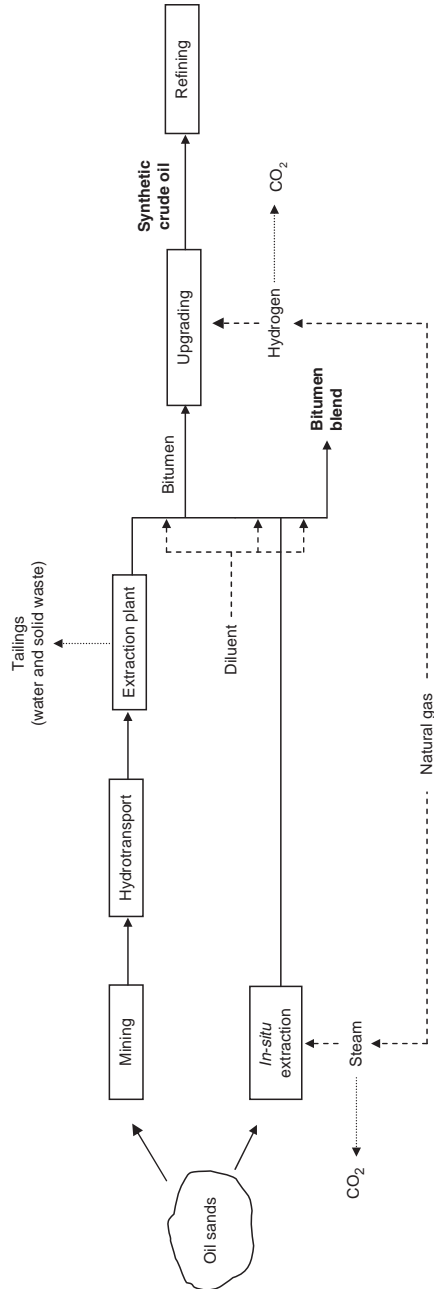 Oil sands
Mining
Hydrotransport
Extraction plant
Tailings
(water and solid waste)
In-situ
extraction
Steam
CO2
Diluent
Natural gas
Bitumen
Bitumen
blend
Upgrading
Hydrogen
CO2
Synthetic
crude oil
Refining